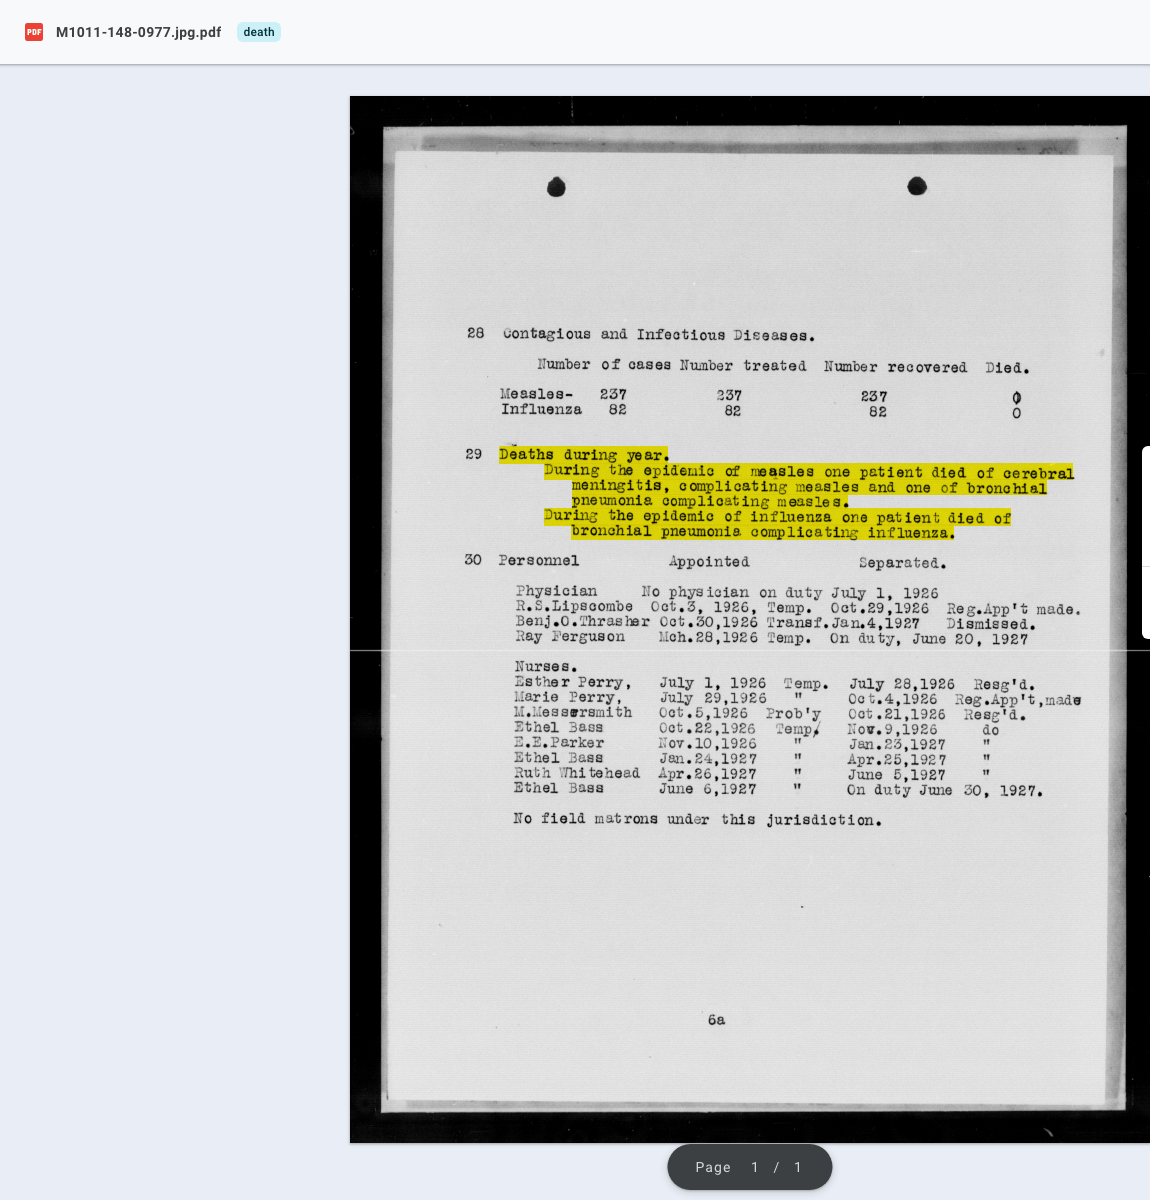 PDF M1011-148-0977.jpg.pdf death
28 Contagious and Infectious Diseases.
Number of cases Number treated Number recovered Died.
Measles- 237 237 237 0
Influenza 82 82 82 0
29 Deaths during year.
During the epidemic of measles one patient died of cerebral
meningitis, complicating measles and one of bronchial
pneumonia complicating measles.
During the epidemic of influenza one patient died of
bronchial pneumonia complicating influenza.
30 Personnel Appointed Separated.
Physician No physician on duty July 1, 1926
R.S.Lipscombe Oct.3, 1926, Temp. Oct.29,1926 Reg.App't made.
Benj.O.Thrasher Oct.30,1926 Transf.Jan.4,1927 Dismissed.
Ray Ferguson Mch.28,1926 Temp. On duty, June 20, 1927
Nurses.
Esther Perry, July 1, 1926 Temp. July 28,1926 Resg'd.
Marie Perry, July 29,1926 " Oct.4,1926 Reg.App't,made
M.Messersmith Oct.5,1926 Prob'y Oct.21,1926 Resg'd.
Ethel Bass Oct.22,1926 Temp/ Nov.9,1926 do
E.E.Parker Nov.10,1926 " Jan.23,1927 "
Ethel Bass Jan.24,1927 " Apr.25,1927 "
Ruth Whitehead Apr.26,1927 " June 5,1927 "
Ethel Bass June 6,1927 " On duty June 30, 1927.
No field matrons under this jurisdiction.
6a
Page 1 / 1